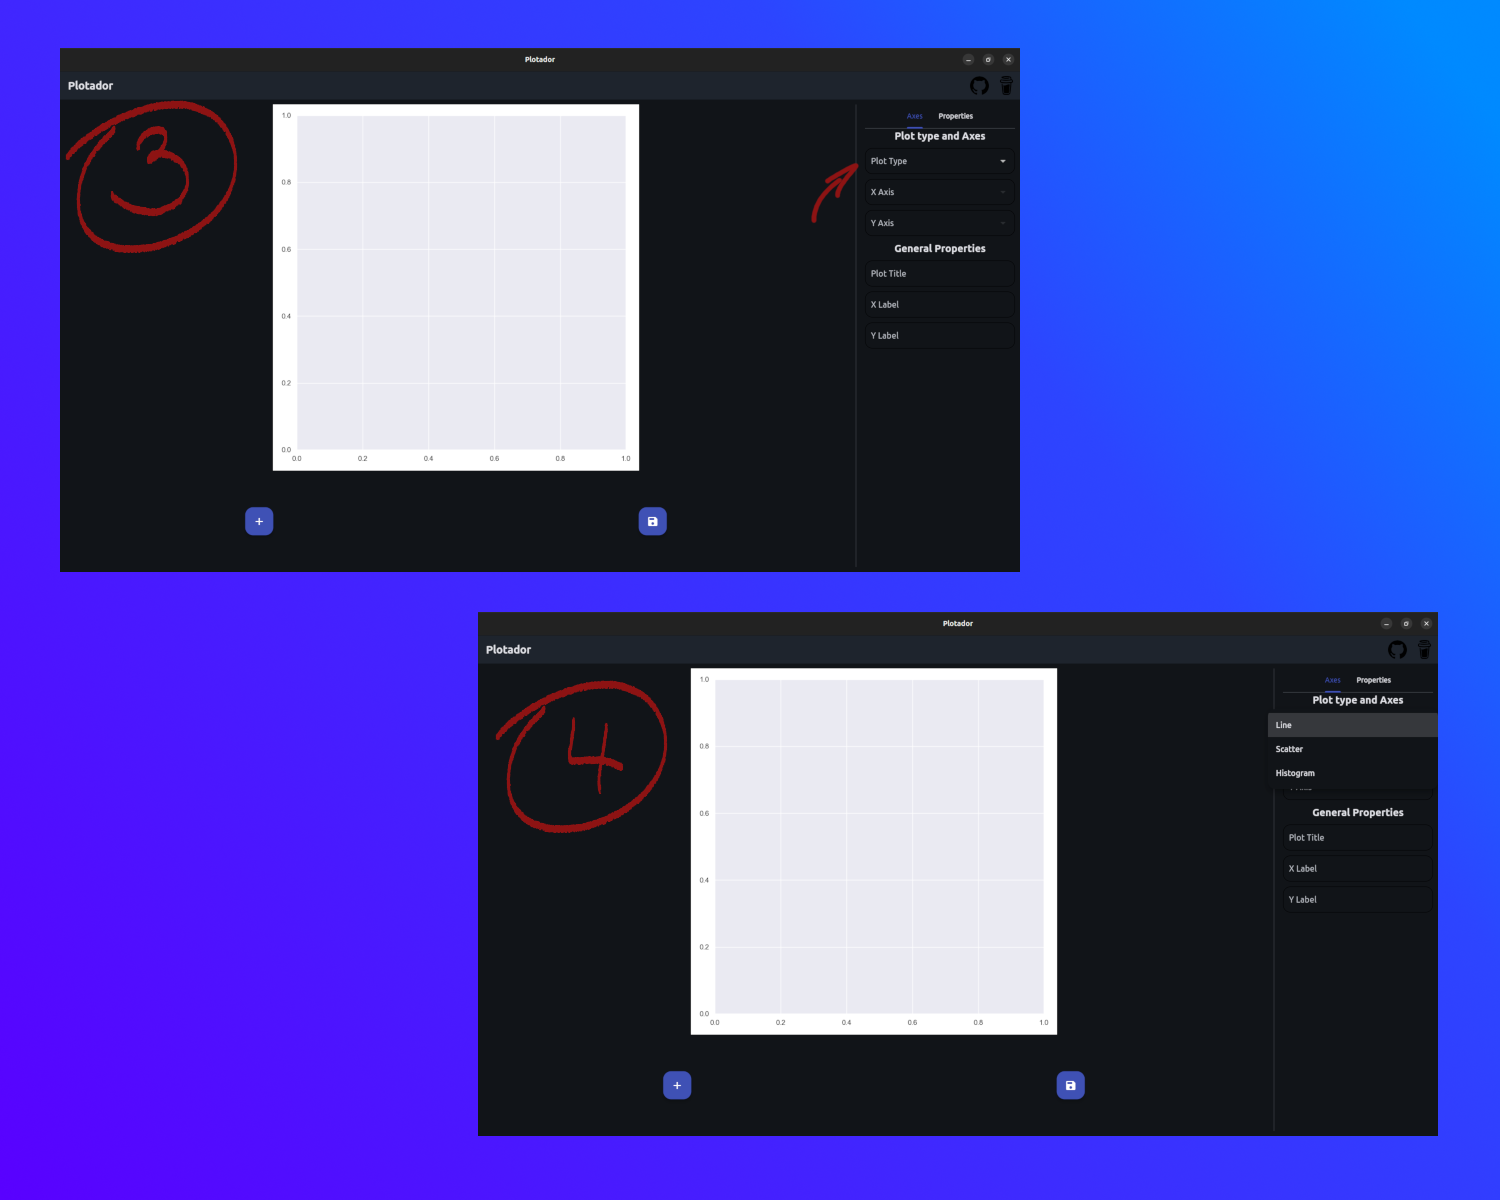 Plotador
Plotador
3
Axes Properties
Plot type and Axes
Plot Type
X Axis
Y Axis
General Properties
Plot Title
X Label
Y Label
1.0
0.8
0.6
0.4
0.2
0.0
0.0 0.2 0.4 0.6 0.8 1.0
+
Plotador
Plotador
4
Axes Properties
Plot type and Axes
Line
Scatter
Histogram
General Properties
Plot Title
X Label
Y Label
1.0
0.8
0.6
0.4
0.2
0.0
0.0 0.2 0.4 0.6 0.8 1.0
+